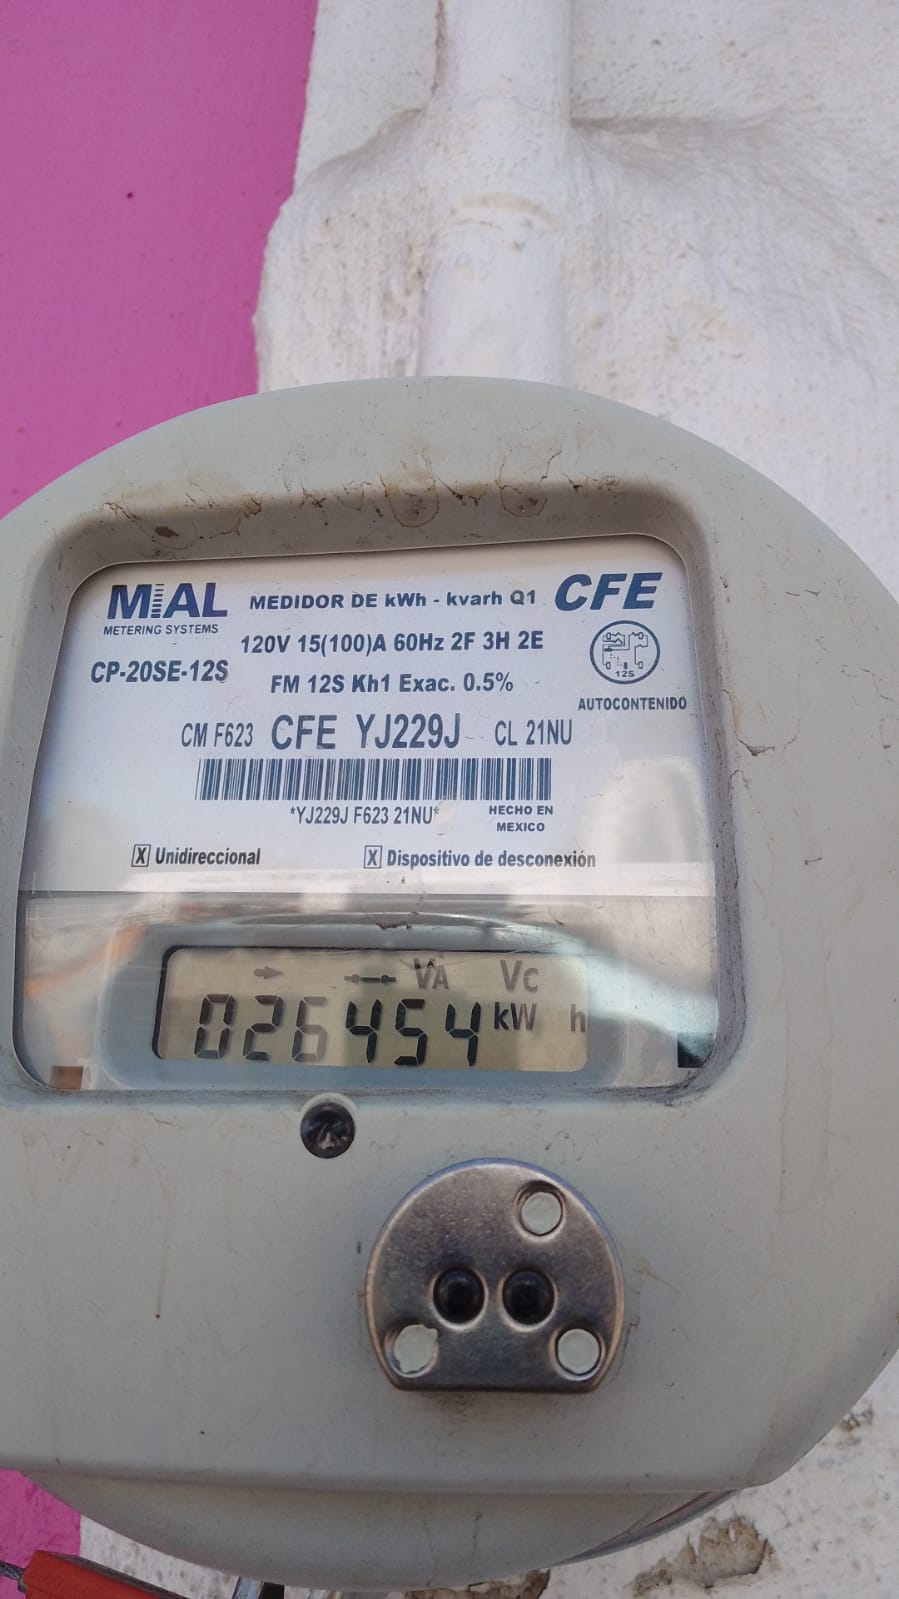 MIAL
METERING SYSTEMS
MEDIDOR DE kWh - kvarh Q1
CFE
120V 15(100)A 60Hz 2F 3H 2E
CP-20SE-12S
FM 12S Kh1 Exac. 0.5%
12S
AUTOCONTENIDO
CM F623 CFE YJ229J CL 21NU
*YJ229J F623 21NU*
HECHO EN
MEXICO
X Unidireccional
X Dispositivo de desconexión
VA Vc
026454 kW h